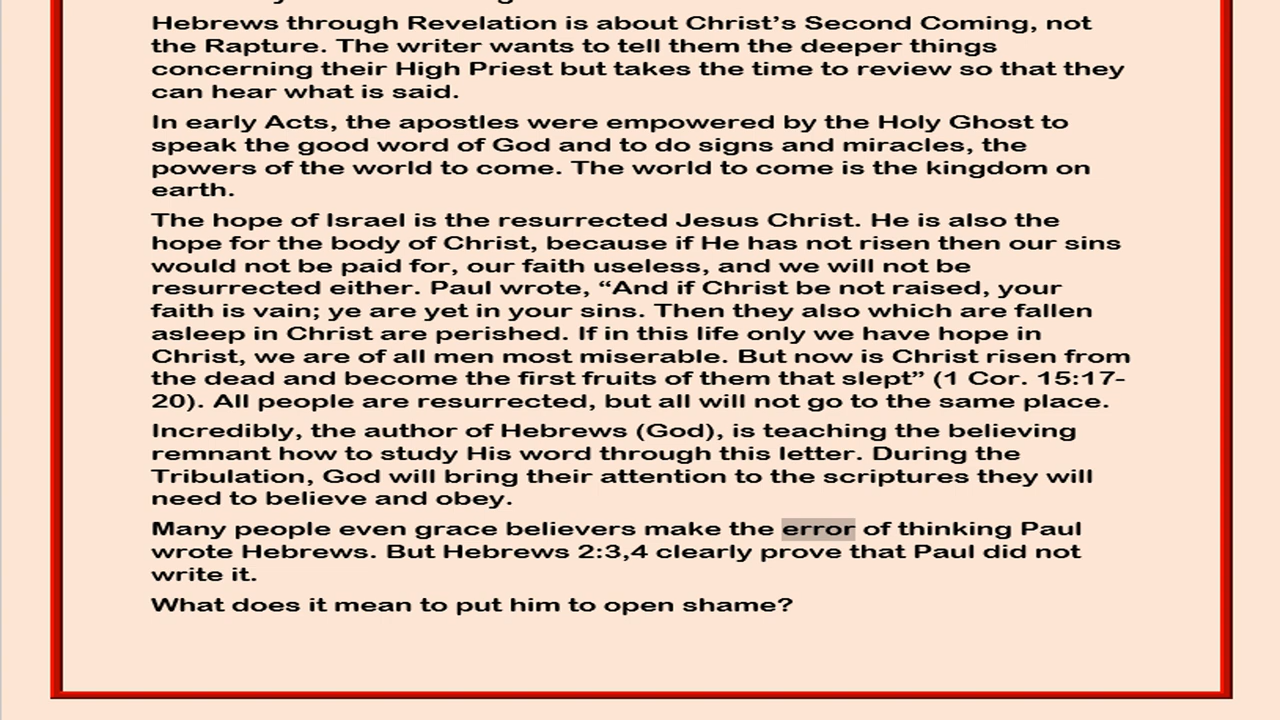 Hebrews through Revelation is about Christ’s Second Coming, not
the Rapture. The writer wants to tell them the deeper things
concerning their High Priest but takes the time to review so that they
can hear what is said.
In early Acts, the apostles were empowered by the Holy Ghost to
speak the good word of God and to do signs and miracles, the
powers of the world to come. The world to come is the kingdom on
earth.
The hope of Israel is the resurrected Jesus Christ. He is also the
hope for the body of Christ, because if He has not risen then our sins
would not be paid for, our faith useless, and we will not be
resurrected either. Paul wrote, “And if Christ be not raised, your
faith is vain; ye are yet in your sins. Then they also which are fallen
asleep in Christ are perished. If in this life only we have hope in
Christ, we are of all men most miserable. But now is Christ risen from
the dead and become the first fruits of them that slept” (1 Cor. 15:17-
20). All people are resurrected, but all will not go to the same place.
Incredibly, the author of Hebrews (God), is teaching the believing
remnant how to study His word through this letter. During the
Tribulation, God will bring their attention to the scriptures they will
need to believe and obey.
Many people even grace believers make the error of thinking Paul
wrote Hebrews. But Hebrews 2:3,4 clearly prove that Paul did not
write it.
What does it mean to put him to open shame?